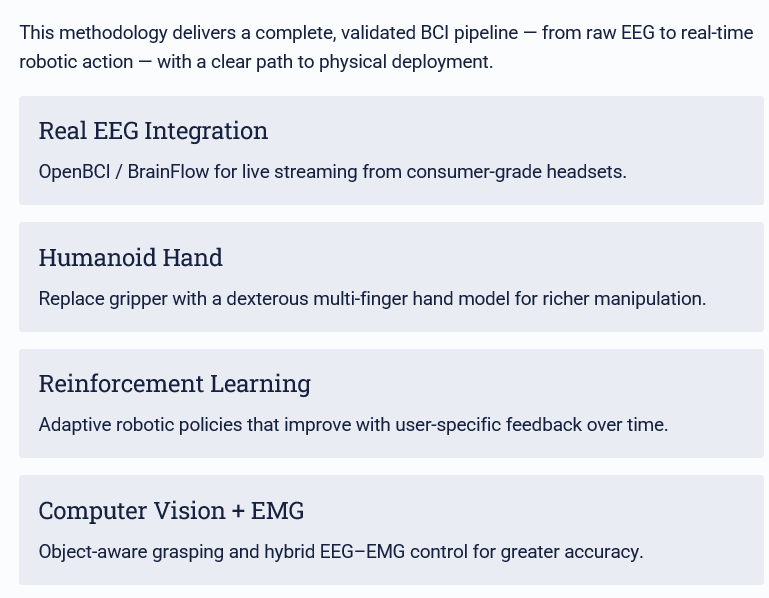 This methodology delivers a complete, validated BCI pipeline — from raw EEG to real-time
robotic action — with a clear path to physical deployment.
Real EEG Integration
OpenBCI / BrainFlow for live streaming from consumer-grade headsets.
Humanoid Hand
Replace gripper with a dexterous multi-finger hand model for richer manipulation.
Reinforcement Learning
Adaptive robotic policies that improve with user-specific feedback over time.
Computer Vision + EMG
Object-aware grasping and hybrid EEG–EMG control for greater accuracy.